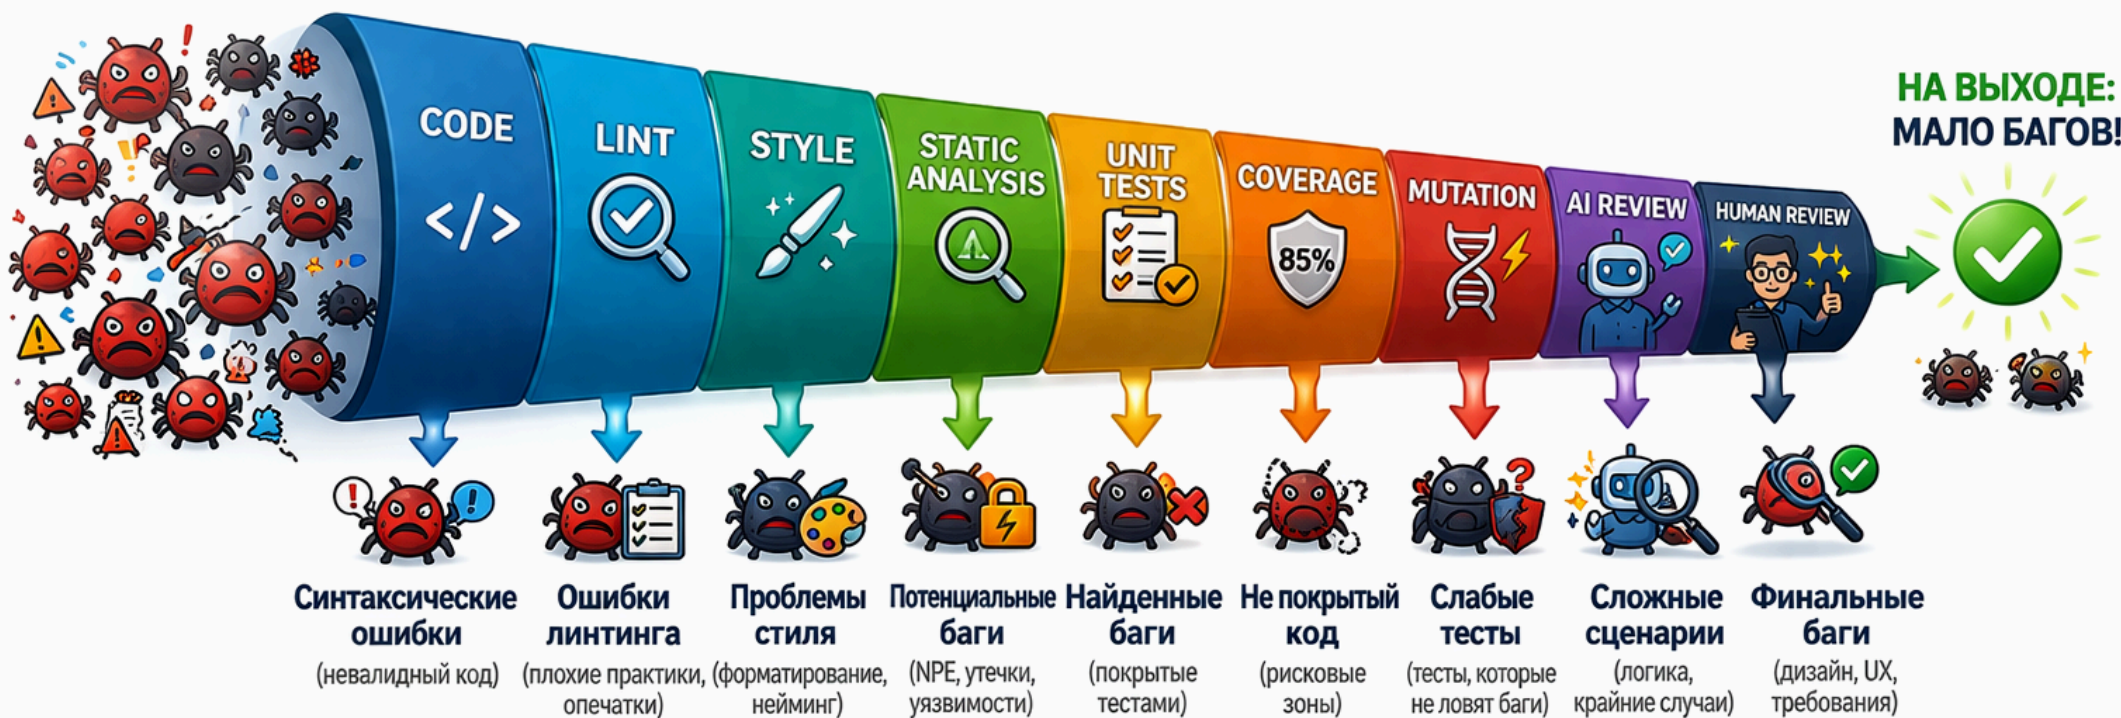 CODE
</>
LINT
STYLE
STATIC
ANALYSIS
UNIT
TESTS
COVERAGE
85%
MUTATION
AI REVIEW
HUMAN REVIEW
НА ВЫХОДЕ:
МАЛО БАГОВ!
Синтаксические
ошибки
(невалидный код)
Ошибки
линтинга
(плохие практики,
опечатки)
Проблемы
стиля
(форматирование,
нейминг)
Потенциальные
баги
(NPE, утечки,
уязвимости)
Найденные
баги
(покрытые
тестами)
Не покрытый
код
(рисковые
зоны)
Слабые
тесты
(тесты, которые
не ловят баги)
Сложные
сценарии
(логика,
крайние случаи)
Финальные
баги
(дизайн, UX,
требования)